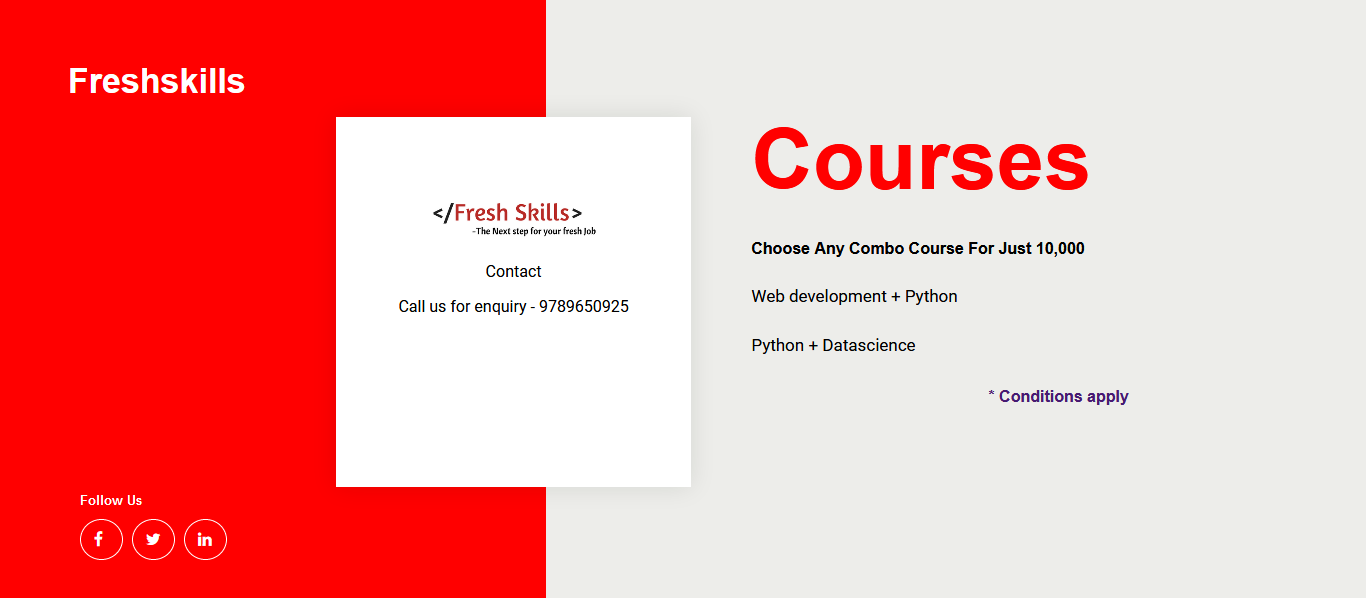 Freshskills
</Fresh Skills>
-The Next step for your fresh Job
Contact
Call us for enquiry - 9789650925
Follow Us
Courses
Choose Any Combo Course For Just 10,000
Web development + Python
Python + Datascience
* Conditions apply